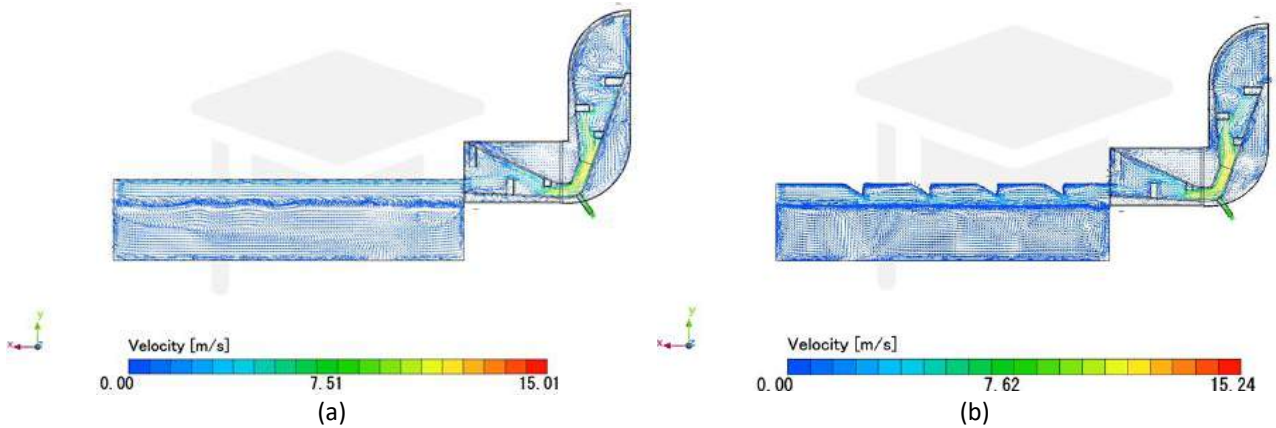 y
x
z
Velocity [m/s]
0.00 7.51 15.01
(a)
y
x
z
Velocity [m/s]
0.00 7.62 15.24
(b)